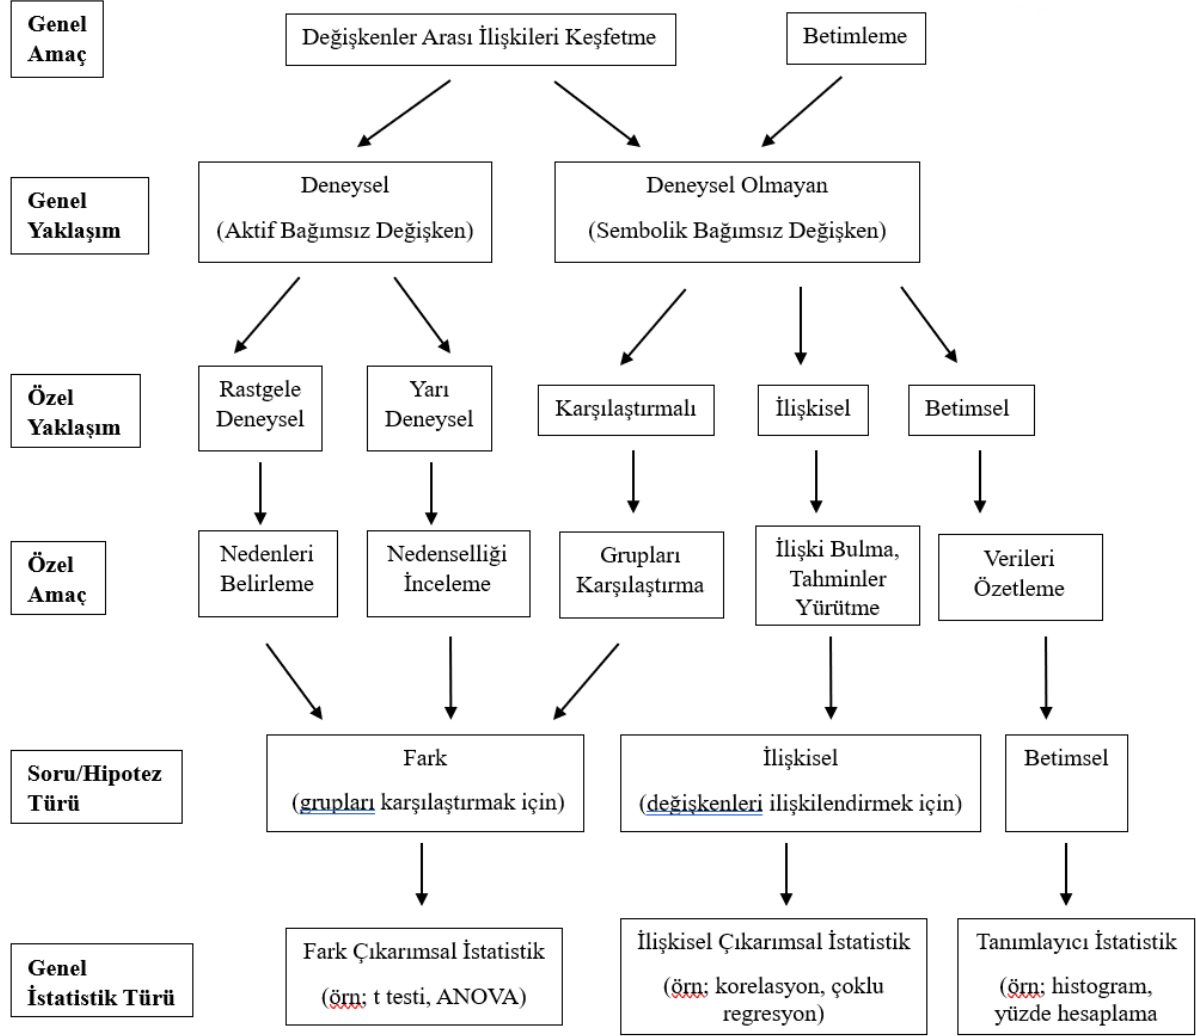 Genel
Amaç
Değişkenler Arası İlişkileri Keşfetme
Betimleme
Genel
Yaklaşım
Deneysel
(Aktif Bağımsız Değişken)
Deneysel Olmayan
(Sembolik Bağımsız Değişken)
Özel
Yaklaşım
Rastgele
Deneysel
Yarı
Deneysel
Karşılaştırmalı
İlişkisel
Betimsel
Özel
Amaç
Nedenleri
Belirleme
Nedenselliği
İnceleme
Grupları
Karşılaştırma
İlişki Bulma,
Tahminler
Yürütme
Verileri
Özetleme
Soru/Hipotez
Türü
Fark
(grupları karşılaştırmak için)
İlişkisel
(değişkenleri ilişkilendirmek için)
Betimsel
Genel
İstatistik Türü
Fark Çıkarımsal İstatistik
(örn; t testi, ANOVA)
İlişkisel Çıkarımsal İstatistik
(örn; korelasyon, çoklu
regresyon)
Tanımlayıcı İstatistik
(örn; histogram,
yüzde hesaplama